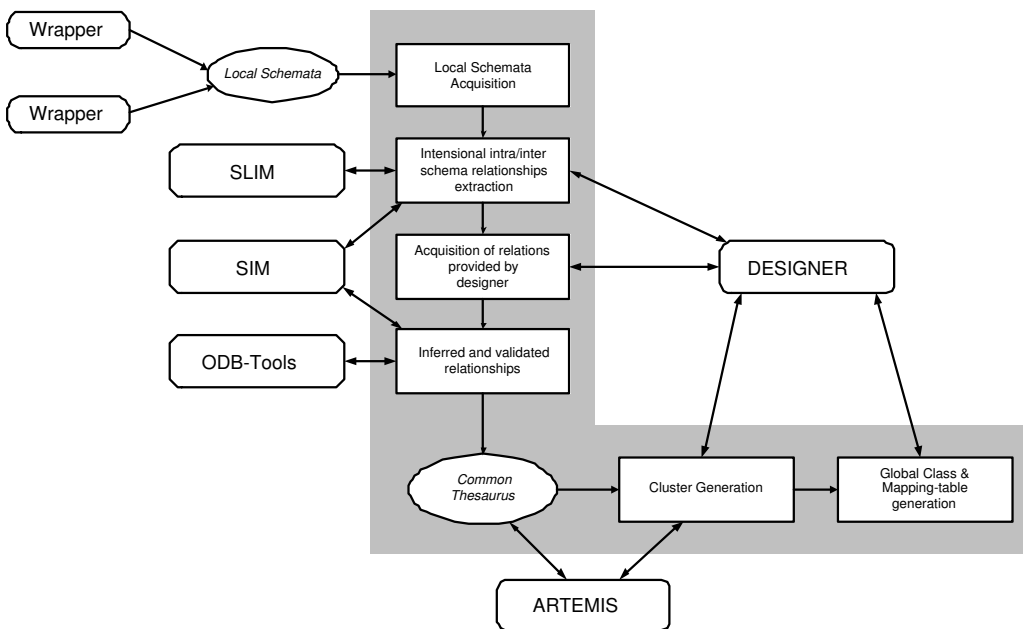 Wrapper
Local Schemata
Wrapper
Local Schemata
Acquisition
SLIM
Intensional intra/inter
schema relationships
extraction
SIM
Acquisition of relations
provided by
designer
DESIGNER
ODB-Tools
Inferred and validated
relationships
Common
Thesaurus
Cluster Generation
Global Class &
Mapping-table
generation
ARTEMIS